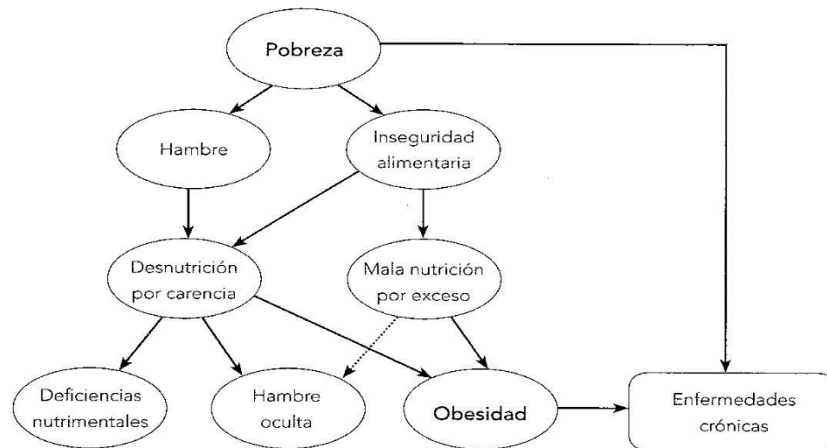 Pobreza
Hambre
Inseguridad
alimentaria
Desnutrición
por carencia
Mala nutrición
por exceso
Deficiencias
nutrimentales
Hambre
oculta
Obesidad
Enfermedades
crónicas